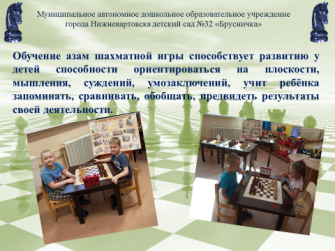 Муниципальное автономное дошкольное образовательное учреждение
города Нижневартовска детский сад №32 «Брусничка»
Обучение азам шахматной игры способствует развитию у
детей способности ориентироваться на плоскости,
мышления, суждений, умозаключений, учит ребёнка
запоминать, сравнивать, обобщать, предвидеть результаты
своей деятельности.